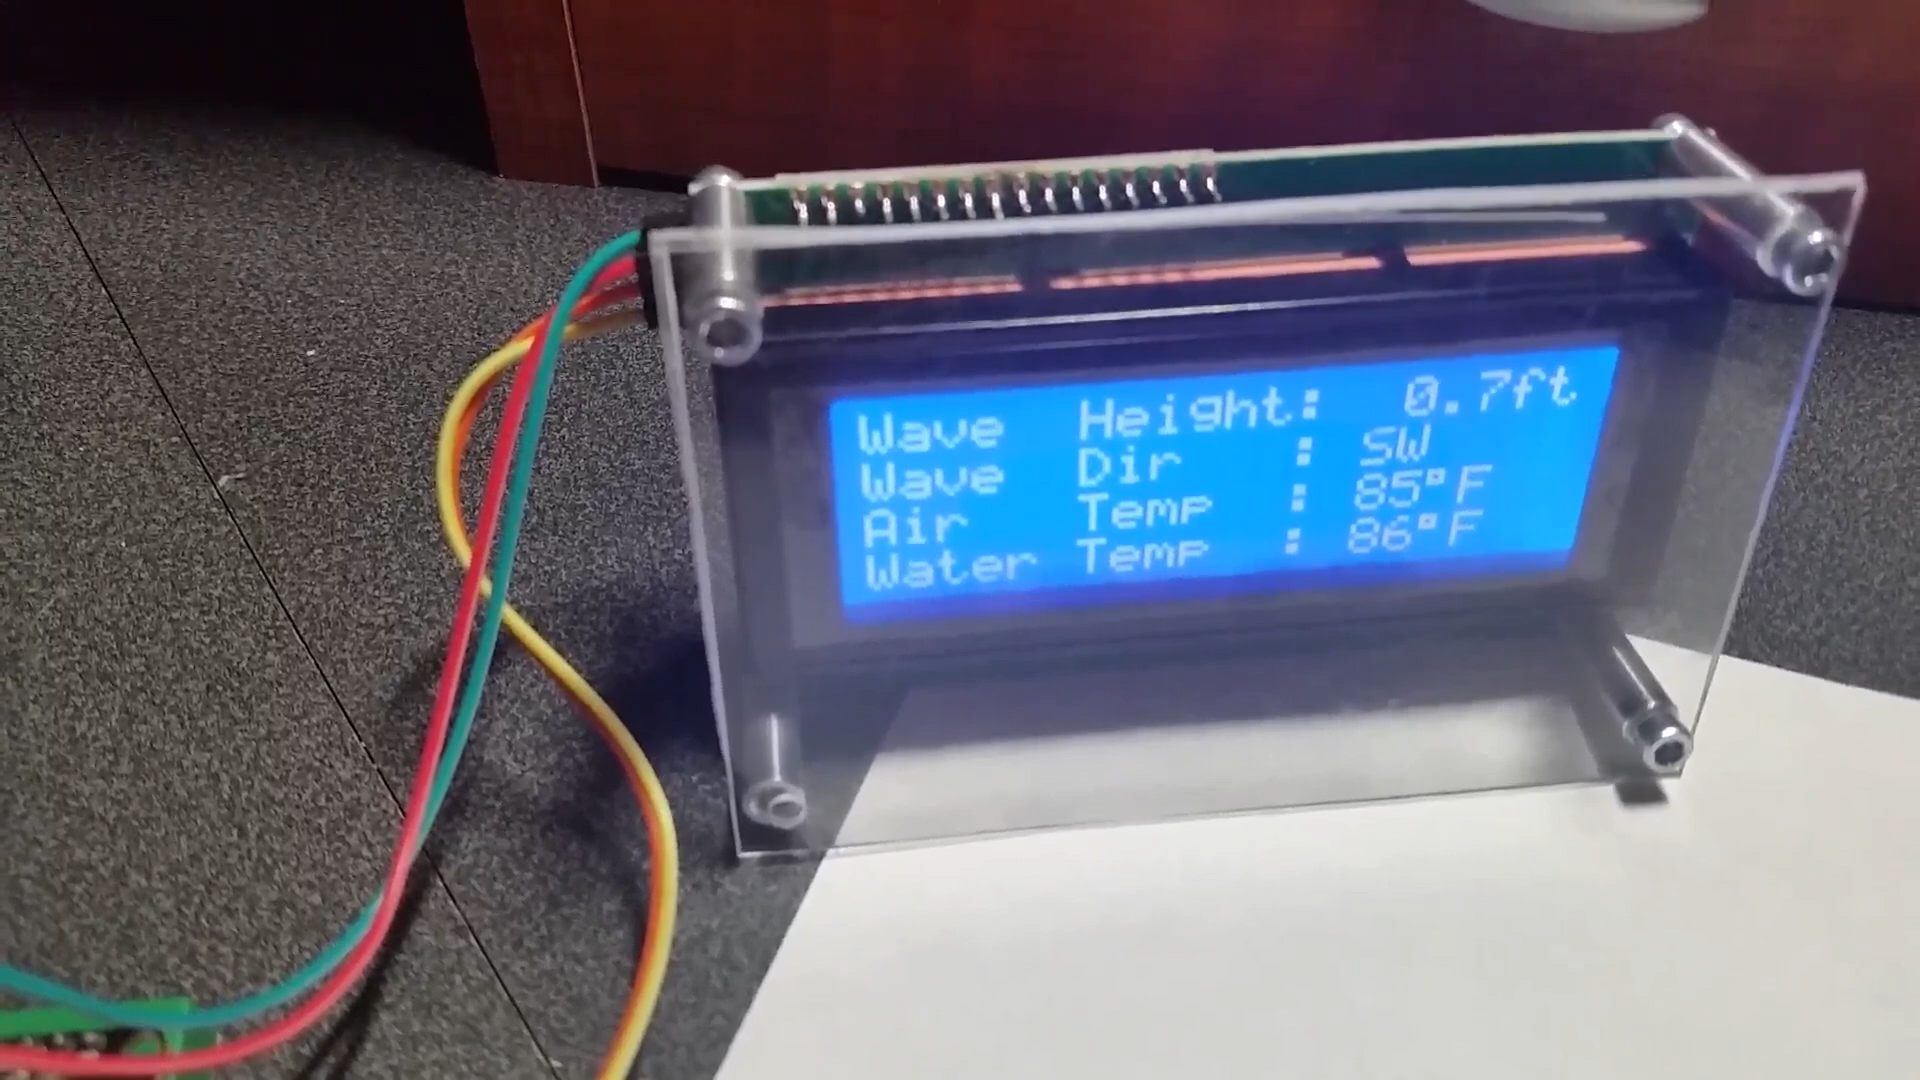 Wave Height: 0.7ft
Wave Dir : SW
Air Temp : 85°F
Water Temp : 86°F